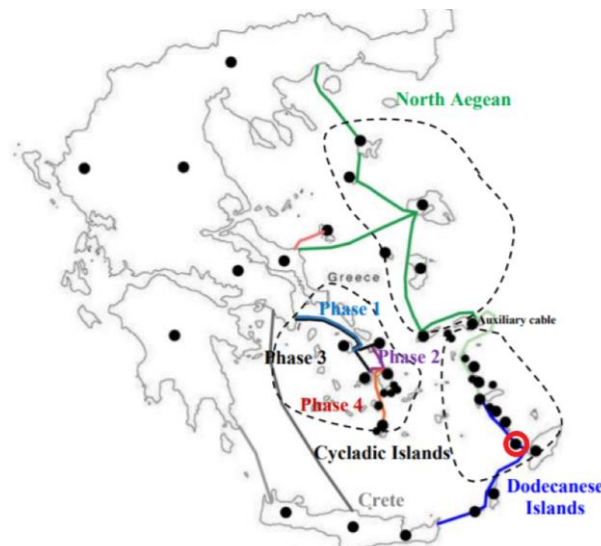 North Aegean
Greece
Phase 1
Auxiliary cable
Phase 3
Phase 2
Phase 4
Cycladic Islands
Dodecanese
Islands
Crete